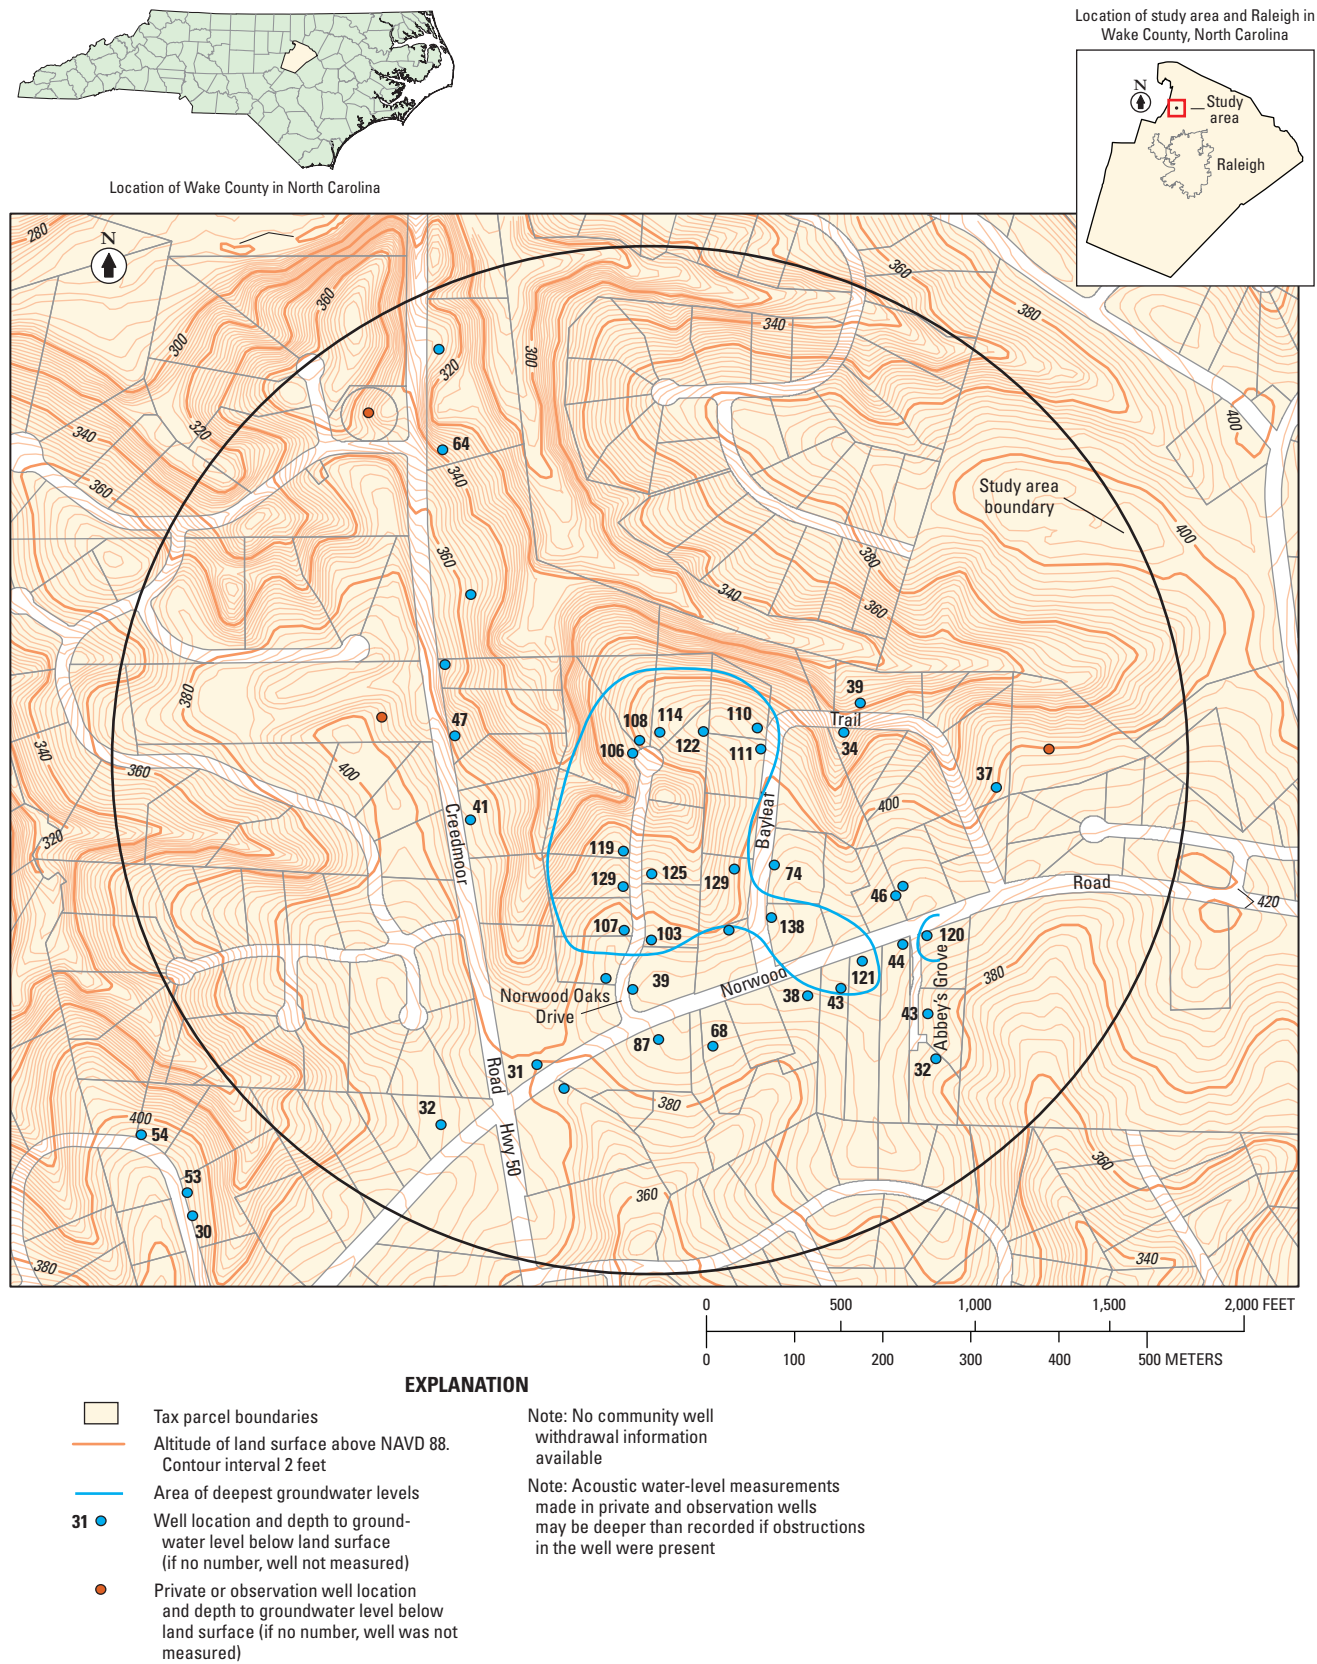 Location of study area and Raleigh in
Wake County, North Carolina
N
Study
area
Raleigh
Location of Wake County in North Carolina
N
280
360
300
320
340
360
320
300
340
360
380
400
64
340
Study area
boundary
400
360
380
340
360
380
39
Trail
34
47
108
114
110
106
122
111
340
360
400
37
400
41
Creedmoor
Bayleaf
320
119
125
129
129
74
46
Road
420
107
103
138
120
44
Norwood
121
380
39
Norwood Oaks
Drive
38
43
43
Abbey's Grove
87
68
32
31
Road
380
32
400
54
Hwy 50
360
53
30
360
380
340
0
500
1,000
1,500
2,000 FEET
0
100
200
300
400
500 METERS
EXPLANATION
Tax parcel boundaries
Altitude of land surface above NAVD 88.
Contour interval 2 feet
Area of deepest groundwater levels
31
Well location and depth to ground-
water level below land surface
(if no number, well not measured)
Private or observation well location
and depth to groundwater level below
land surface (if no number, well was not
measured)
Note: No community well
withdrawal information
available
Note: Acoustic water-level measurements
made in private and observation wells
may be deeper than recorded if obstructions
in the well were present